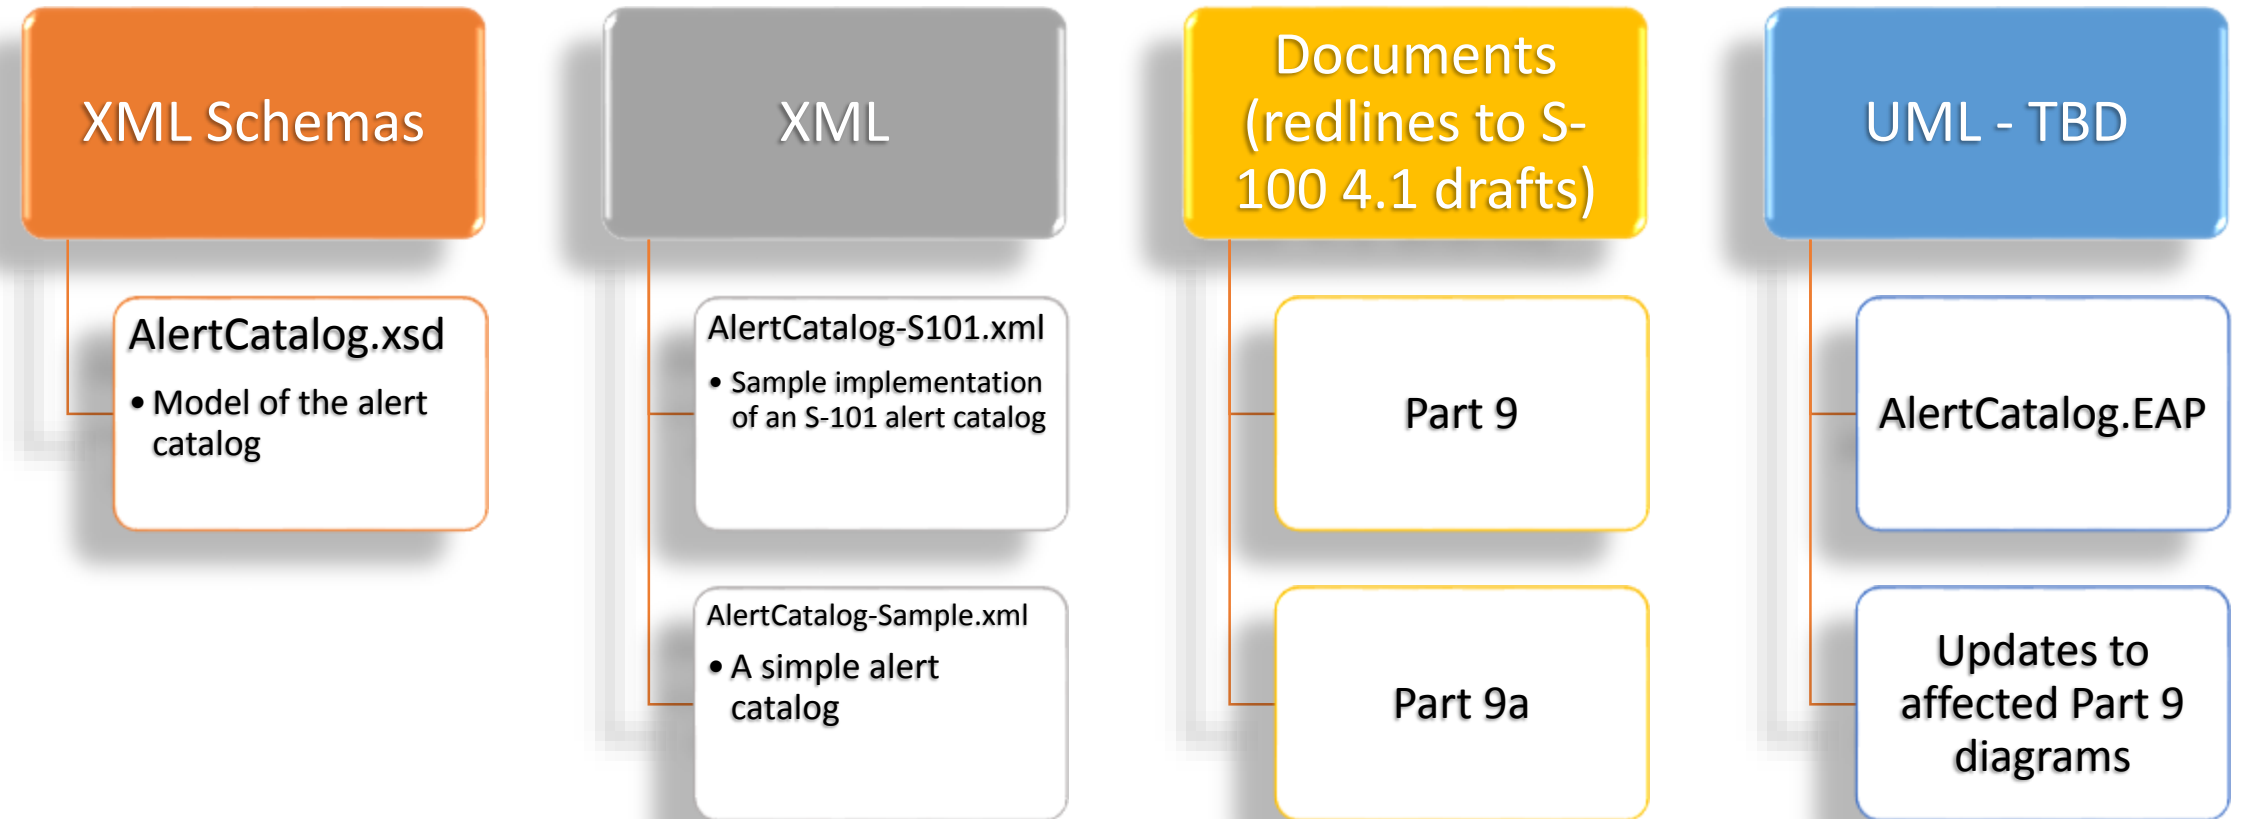 XML Schemas
AlertCatalog.xsd
• Model of the alert
catalog
XML
AlertCatalog-S101.xml
• Sample implementation
of an S-101 alert catalog
AlertCatalog-Sample.xml
• A simple alert
catalog
Documents
(redlines to S-
100 4.1 drafts)
Part 9
Part 9a
UML - TBD
AlertCatalog.EAP
Updates to
affected Part 9
diagrams